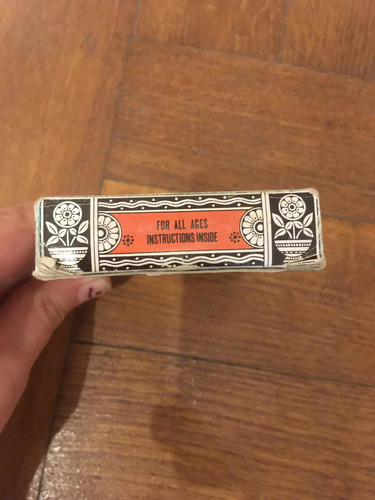 FOR ALL AGES
INSTRUCTIONS INSIDE